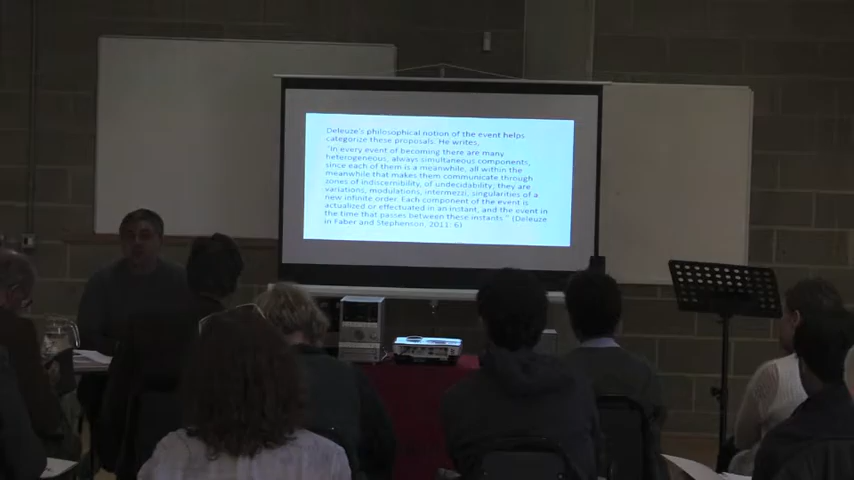 Deleuze's philosophical notion of the event helps
categorize these proposals. He writes,
"In every event of becoming there are many
heterogeneous, always simultaneous components,
since each of them is a meanwhile, all within the
meanwhile that makes them communicate through
zones of indiscernibility, of undecidability; they are
variations, modulations, intermezzi, singularities of a
new infinite order. Each component of the event is
actualized or effectuated in an instant, and the event in
the time that passes between these instants." (Deleuze
in Faber and Stephenson, 2011: 6)